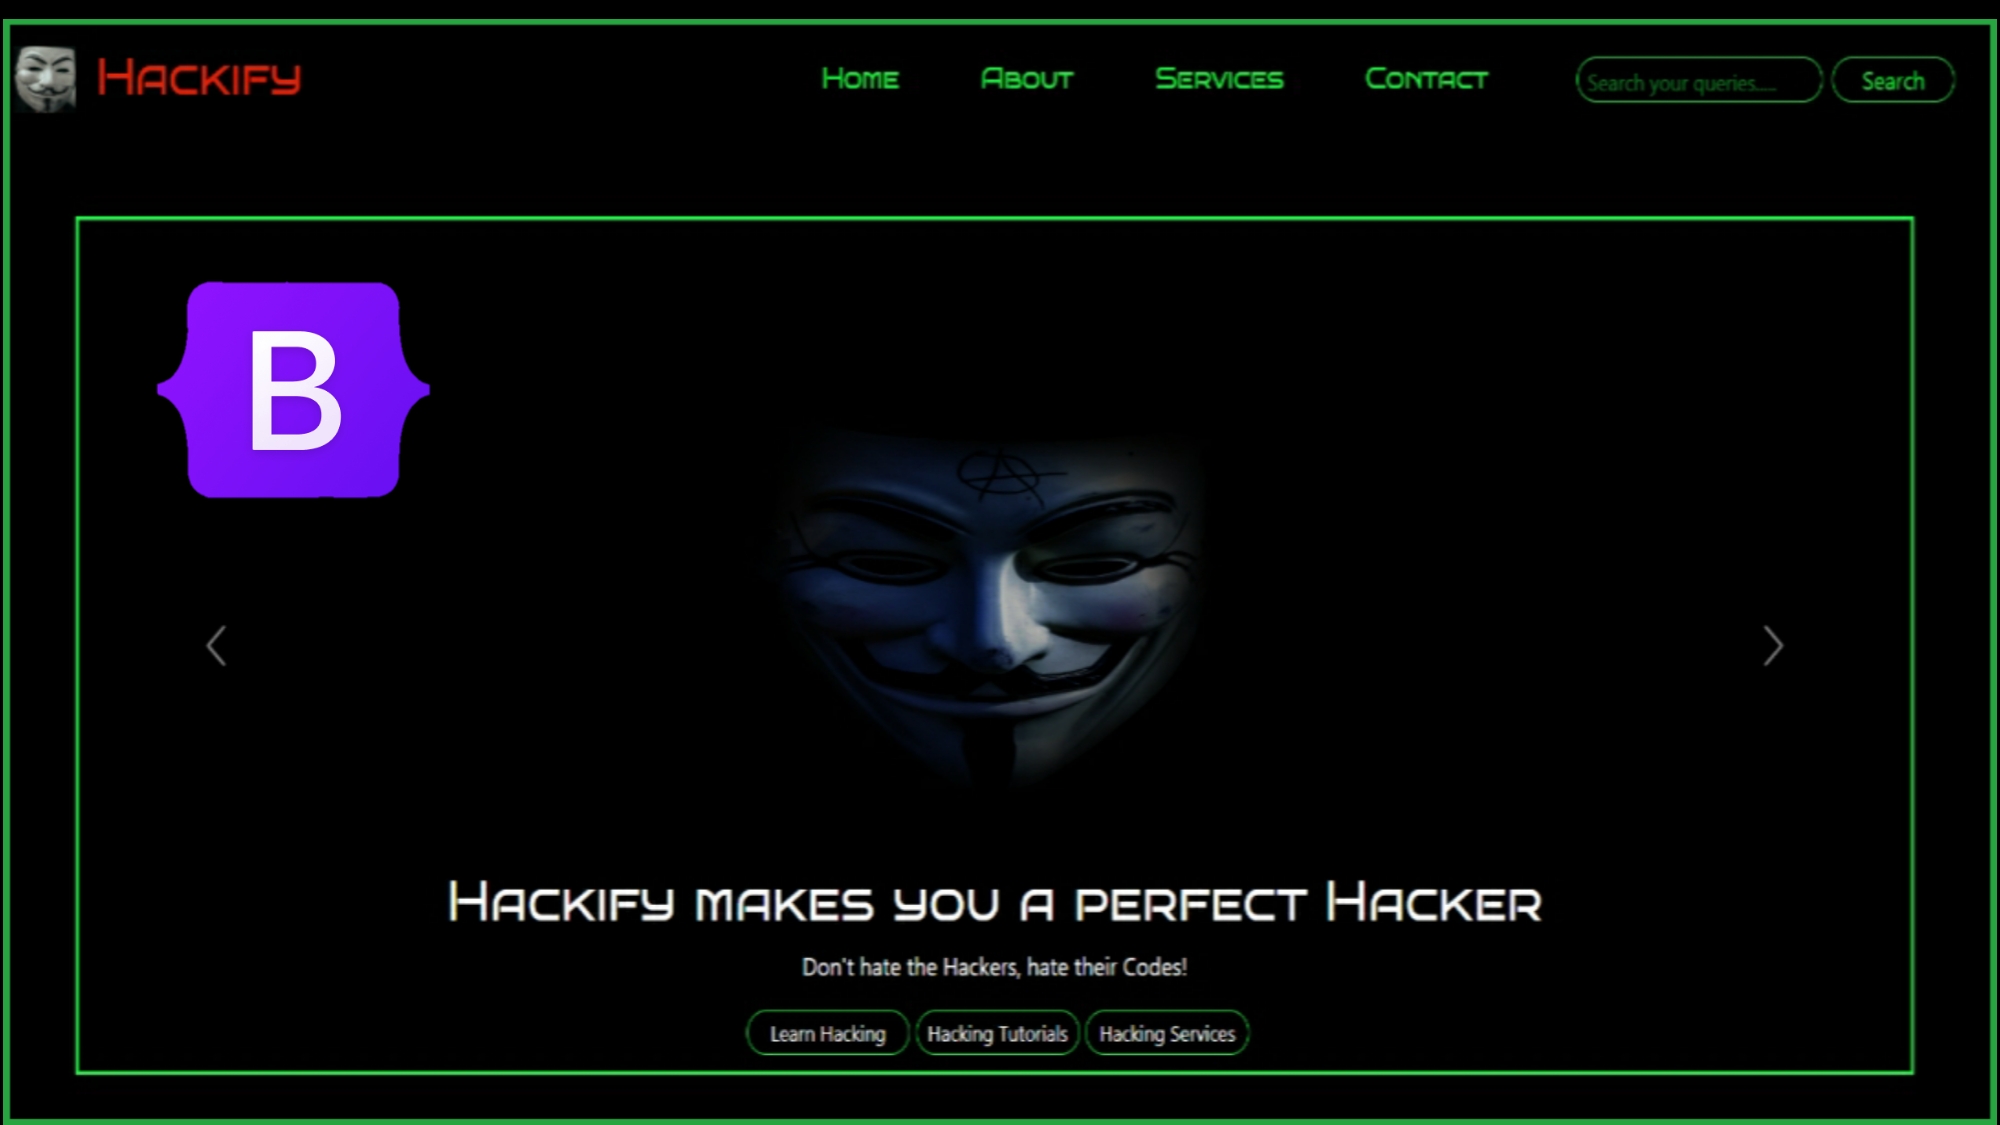 Hackify
Home About Services Contact Search your queries..... Search
B
Hackify makes you a perfect Hacker
Don't hate the Hackers, hate their Codes!
Learn Hacking Hacking Tutorials Hacking Services